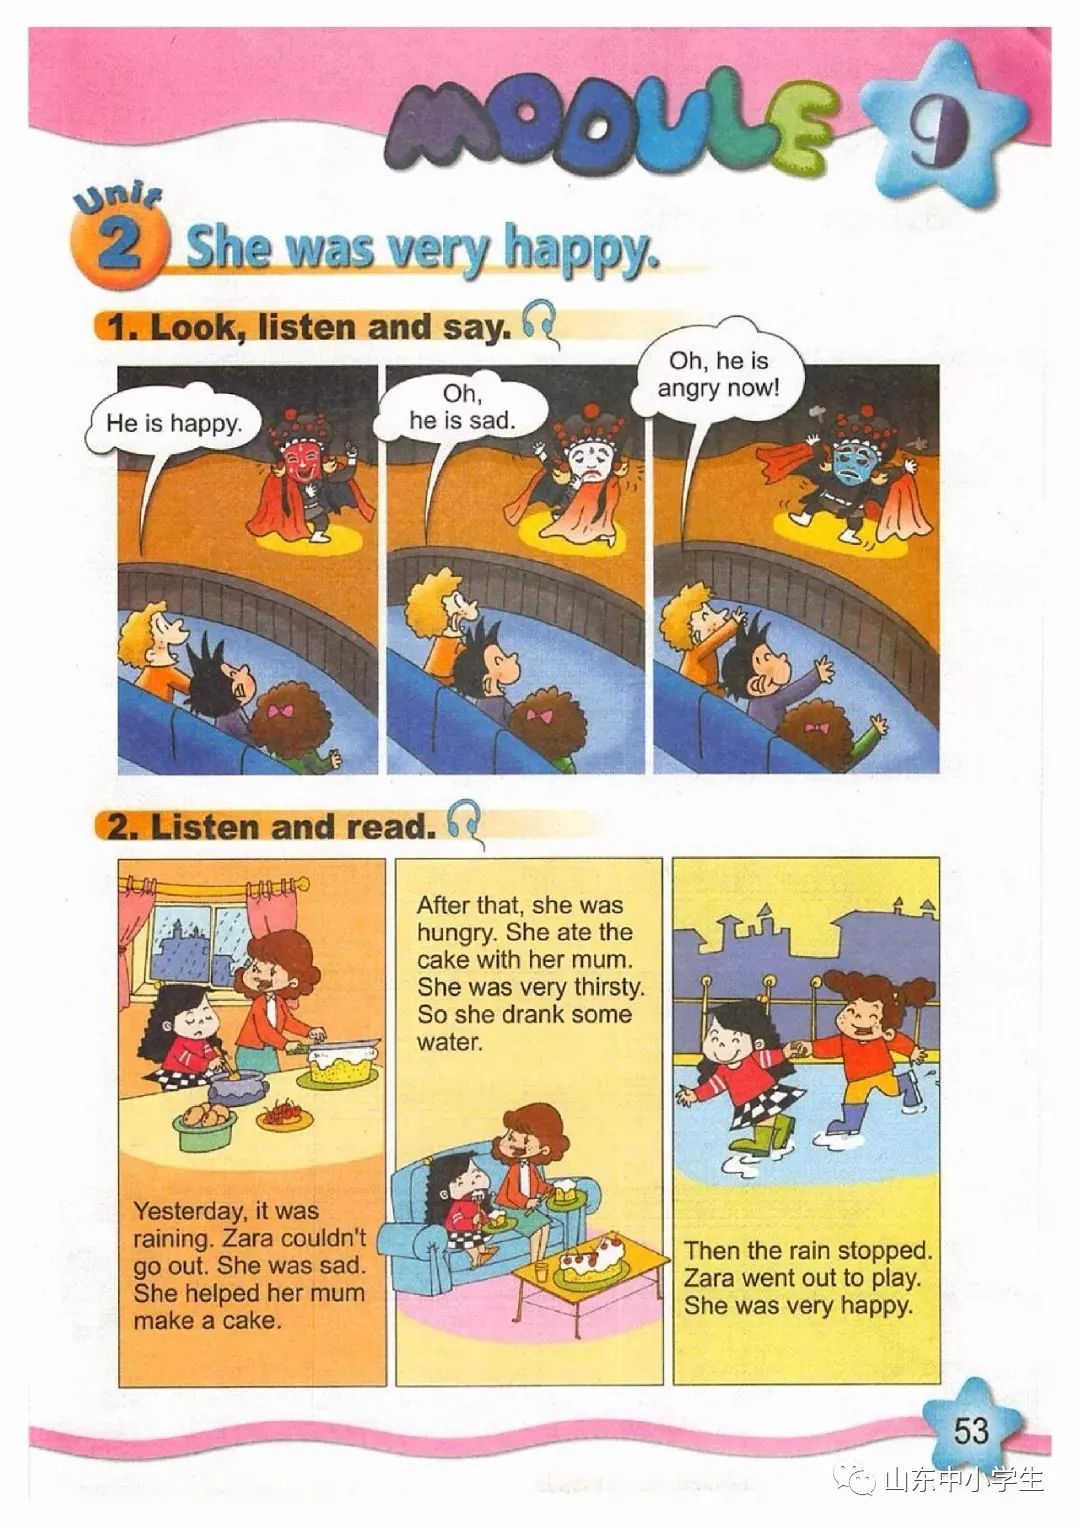 MODULE 9
Unit 2
She was very happy.
1. Look, listen and say.
He is happy.
Oh,
he is sad.
Oh, he is
angry now!
2. Listen and read.
Yesterday, it was
raining. Zara couldn't
go out. She was sad.
She helped her mum
make a cake.
After that, she was
hungry. She ate the
cake with her mum.
She was very thirsty.
So she drank some
water.
Then the rain stopped.
Zara went out to play.
She was very happy.
53
山东中小学生